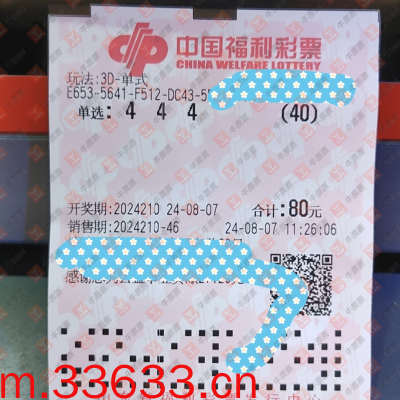 中国福利彩票
CHINA WELFARE LOTTERY
玩法:3D-单式
E653-5641-F512-DC43-5
单选: 4 4 4 (40)
开奖期:2024210 24-08-07 合计:80元
销售期:2024210-46 24-08-07 11:26:06
m.33633.cn